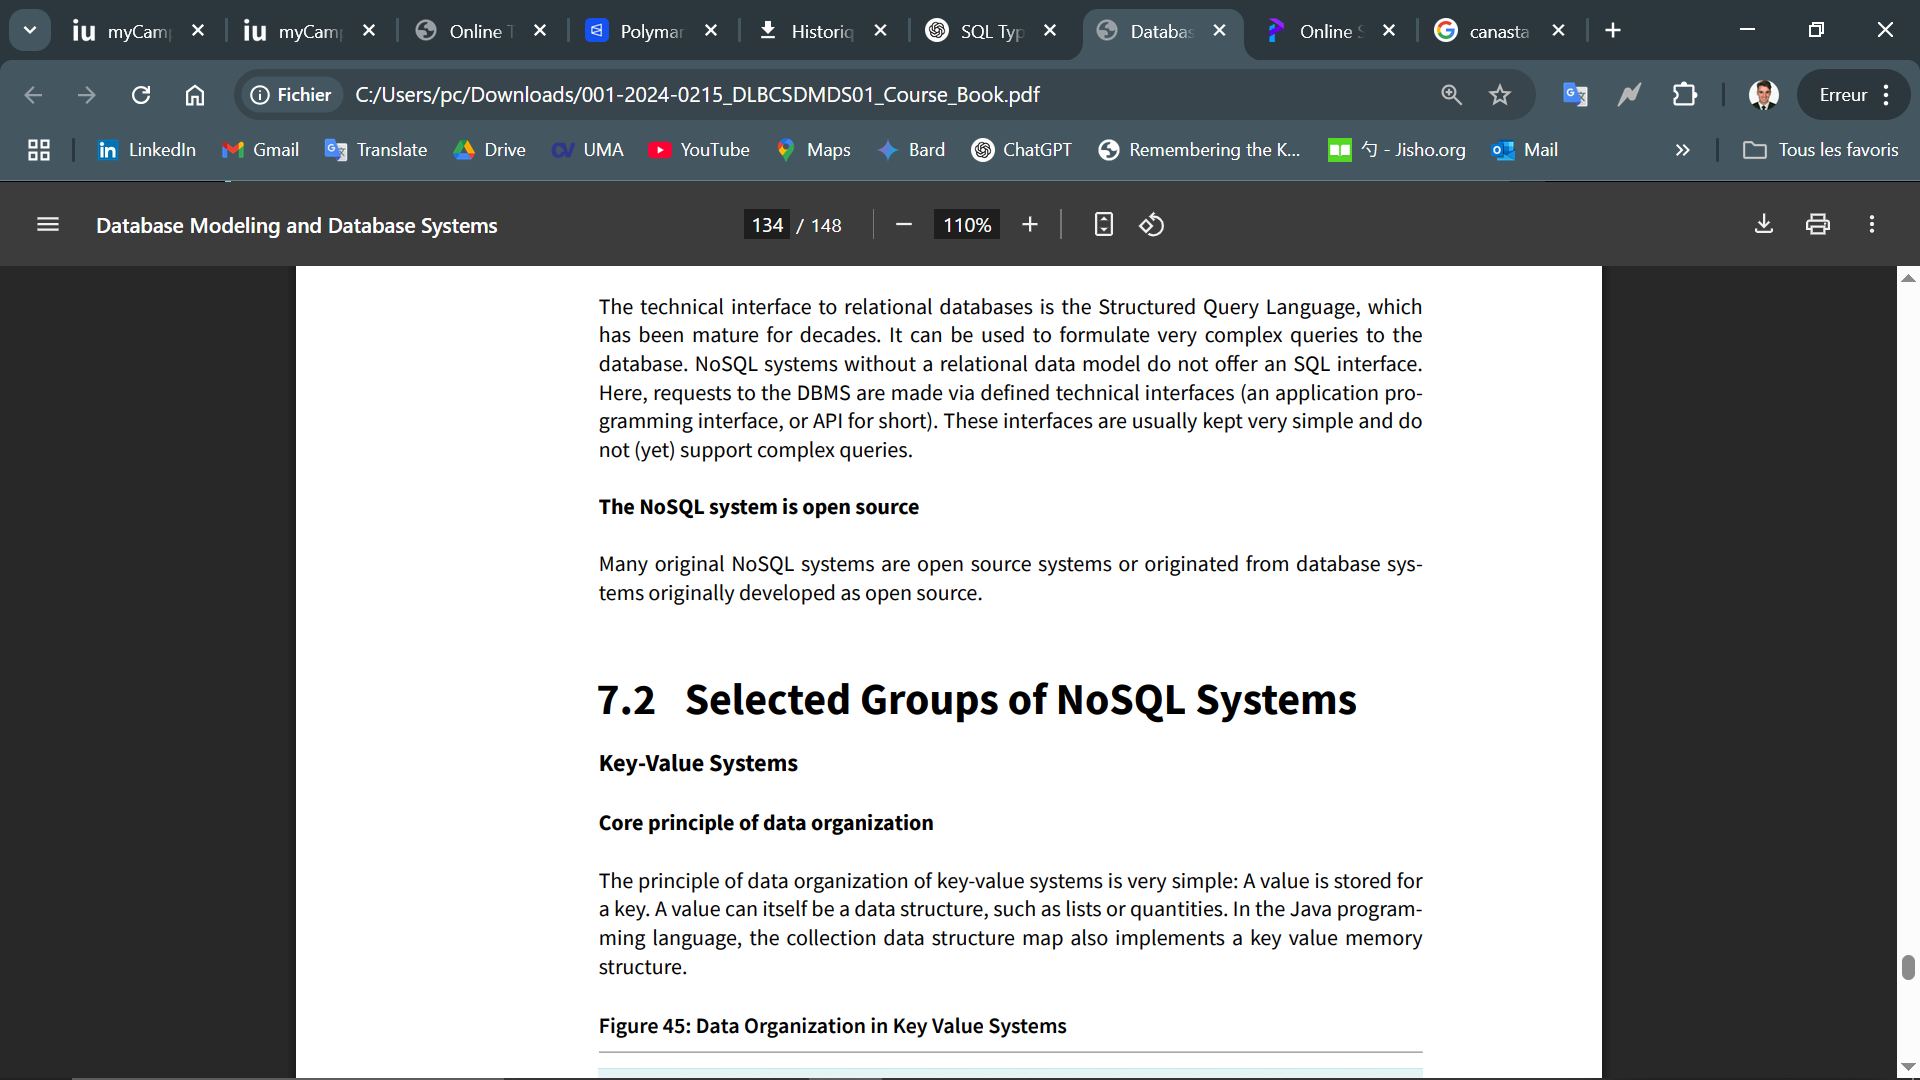 myCam
myCam
Online T
Polymar
Historiq
SQL Typ
Databas
Online S
canasta
Fichier
C:/Users/pc/Downloads/001-2024-0215_DLBCSDMDS01_Course_Book.pdf
Erreur
LinkedIn
Gmail
Translate
Drive
UMA
YouTube
Maps
Bard
ChatGPT
Remembering the K...
勺 - Jisho.org
Mail
Tous les favoris
Database Modeling and Database Systems
134 / 148
110%
The technical interface to relational databases is the Structured Query Language, which
has been mature for decades. It can be used to formulate very complex queries to the
database. NoSQL systems without a relational data model do not offer an SQL interface.
Here, requests to the DBMS are made via defined technical interfaces (an application pro-
gramming interface, or API for short). These interfaces are usually kept very simple and do
not (yet) support complex queries.
The NoSQL system is open source
Many original NoSQL systems are open source systems or originated from database sys-
tems originally developed as open source.
7.2 Selected Groups of NoSQL Systems
Key-Value Systems
Core principle of data organization
The principle of data organization of key-value systems is very simple: A value is stored for
a key. A value can itself be a data structure, such as lists or quantities. In the Java program-
ming language, the collection data structure map also implements a key value memory
structure.
Figure 45: Data Organization in Key Value Systems